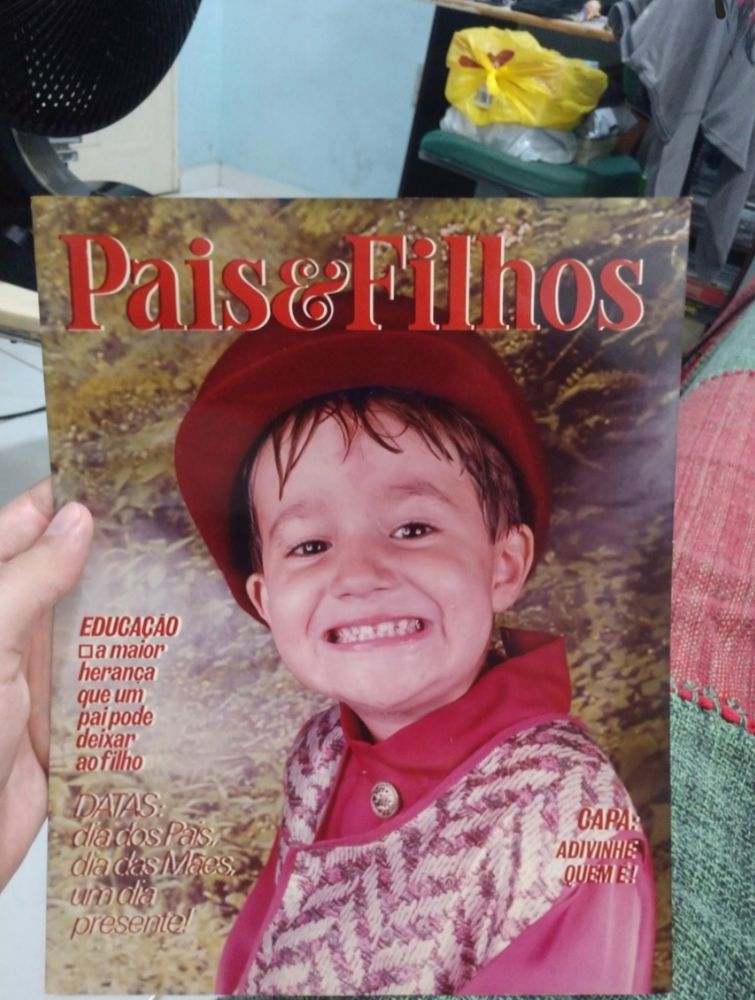 Pais&Filhos
EDUCAÇÃO
a maior
herança
que um
pai pode
deixar
ao filho
DATAS:
dia dos Pais,
dia das Mães,
um dia
presente!
CAPA:
ADIVINHE
QUEM É!